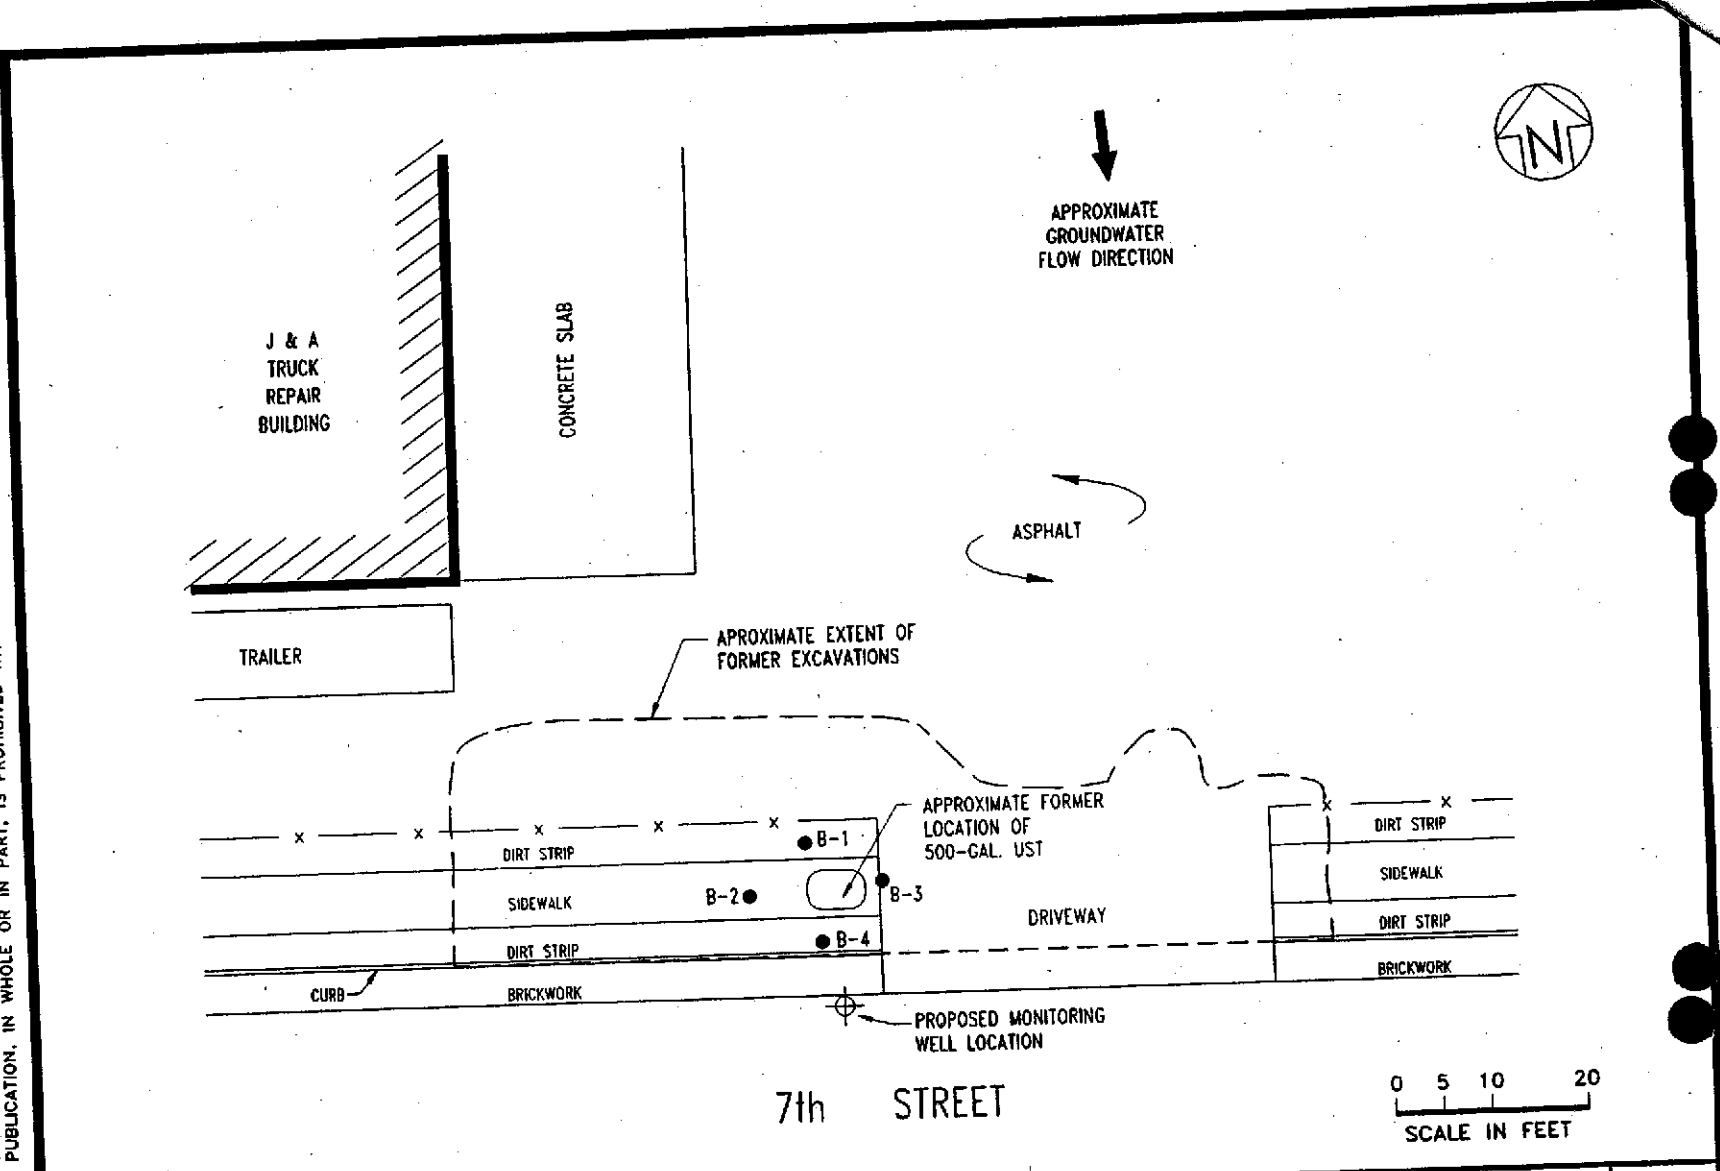 N
APPROXIMATE
GROUNDWATER
FLOW DIRECTION
J & A
TRUCK
REPAIR
BUILDING
CONCRETE SLAB
ASPHALT
TRAILER
APROXIMATE EXTENT OF
FORMER EXCAVATIONS
APPROXIMATE FORMER
LOCATION OF
500-GAL. UST
B-1
B-2
B-3
B-4
DIRT STRIP
SIDEWALK
DIRT STRIP
CURB
BRICKWORK
DRIVEWAY
DIRT STRIP
SIDEWALK
DIRT STRIP
BRICKWORK
PROPOSED MONITORING
WELL LOCATION
7th STREET
0 5 10 20
SCALE IN FEET
PUBLICATION, IN WHOLE OR IN PART, IS